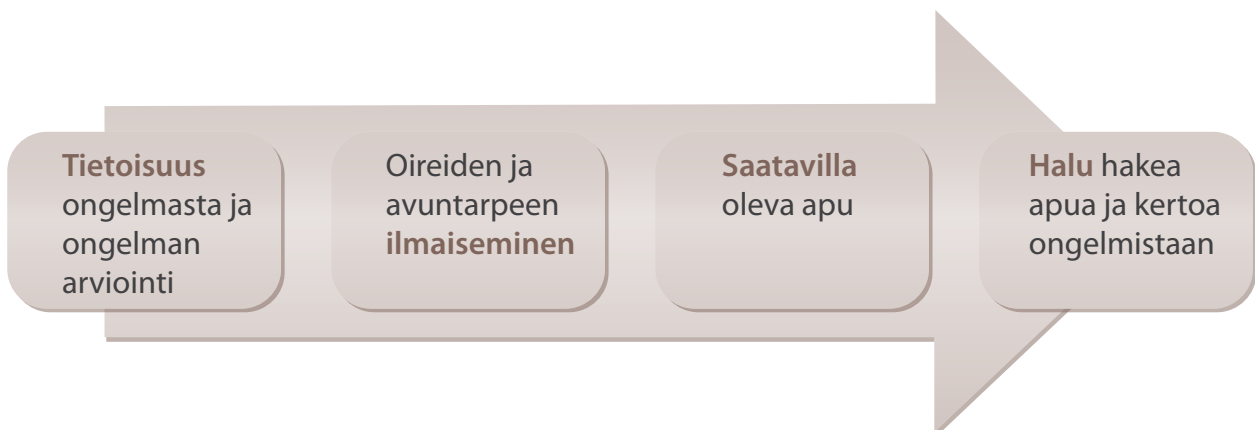 Tietoisuus
ongelmasta ja
ongelman
arviointi
Oireiden ja
avuntarpeen
ilmaiseminen
Saatavilla
oleva apu
Halu hakea
apua ja kertoa
ongelmistaan